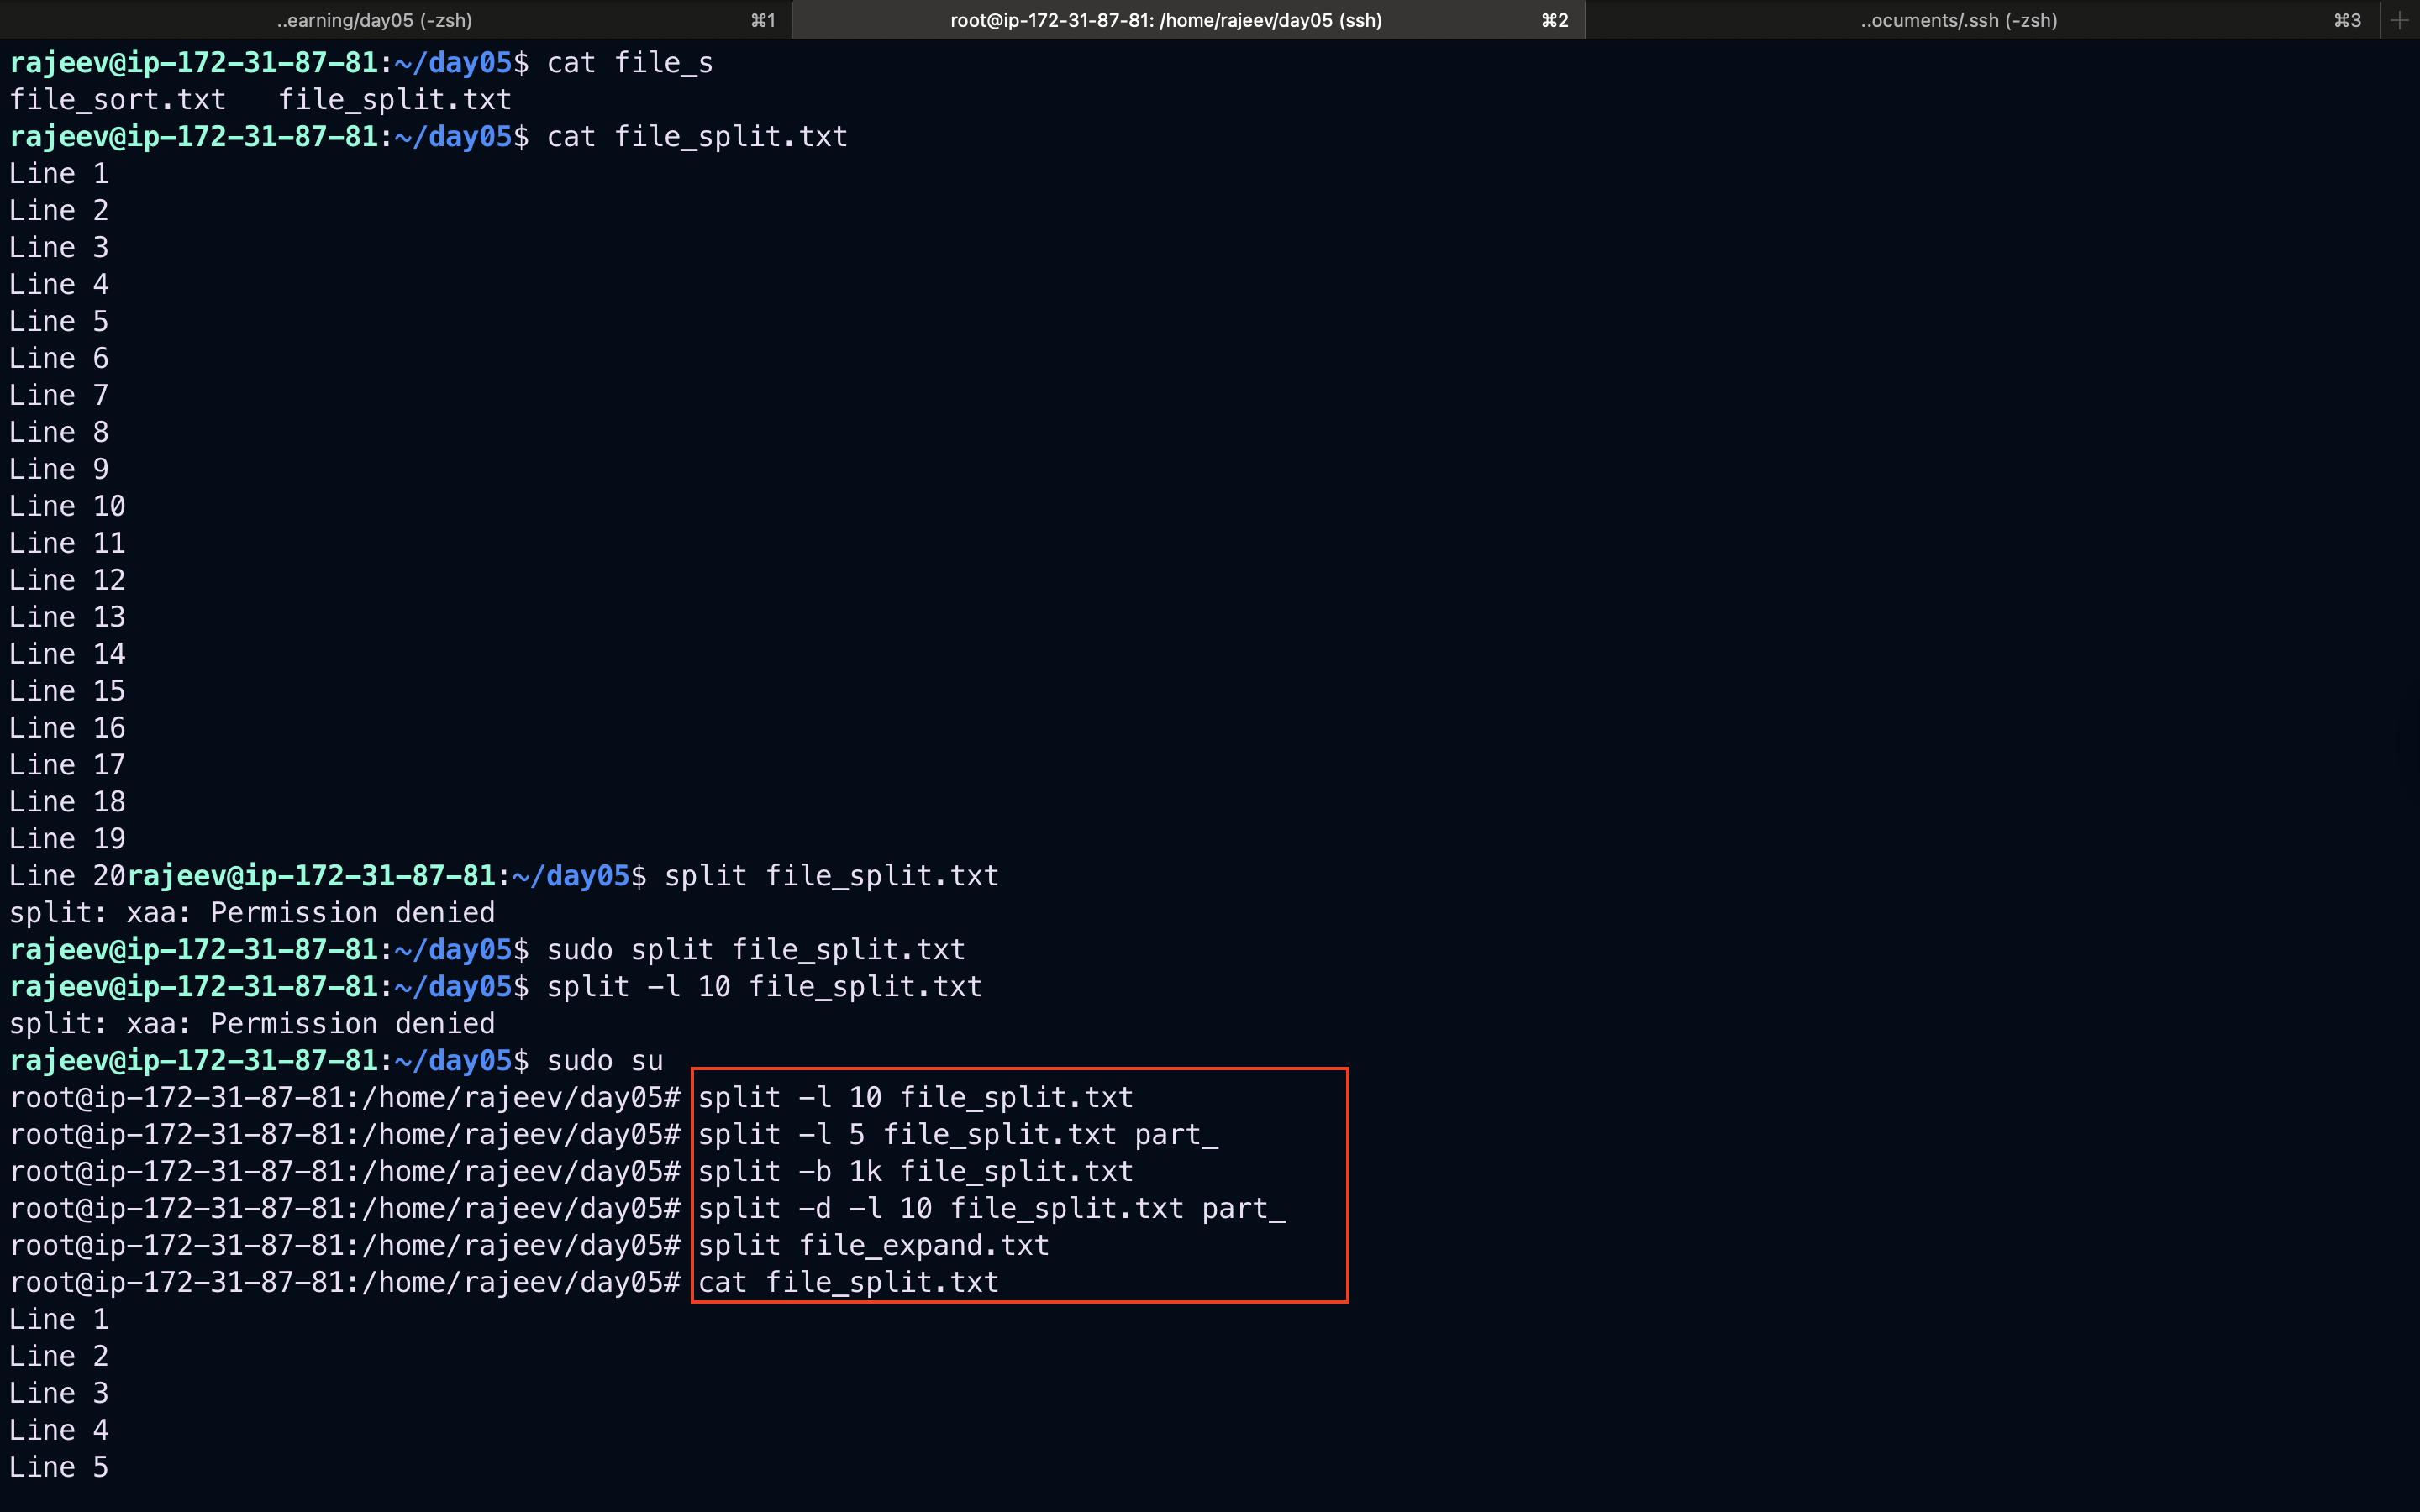 ..earning/day05 (-zsh) ⌘1 root@ip-172-31-87-81: /home/rajeev/day05 (ssh) ⌘2 ..ocuments/.ssh (-zsh) ⌘3 +
rajeev@ip-172-31-87-81:~/day05$ cat file_s
file_sort.txt   file_split.txt
rajeev@ip-172-31-87-81:~/day05$ cat file_split.txt
Line 1
Line 2
Line 3
Line 4
Line 5
Line 6
Line 7
Line 8
Line 9
Line 10
Line 11
Line 12
Line 13
Line 14
Line 15
Line 16
Line 17
Line 18
Line 19
Line 20rajeev@ip-172-31-87-81:~/day05$ split file_split.txt
split: xaa: Permission denied
rajeev@ip-172-31-87-81:~/day05$ sudo split file_split.txt
rajeev@ip-172-31-87-81:~/day05$ split -l 10 file_split.txt
split: xaa: Permission denied
rajeev@ip-172-31-87-81:~/day05$ sudo su
root@ip-172-31-87-81:/home/rajeev/day05# split -l 10 file_split.txt
root@ip-172-31-87-81:/home/rajeev/day05# split -l 5 file_split.txt part_
root@ip-172-31-87-81:/home/rajeev/day05# split -b 1k file_split.txt
root@ip-172-31-87-81:/home/rajeev/day05# split -d -l 10 file_split.txt part_
root@ip-172-31-87-81:/home/rajeev/day05# split file_expand.txt
root@ip-172-31-87-81:/home/rajeev/day05# cat file_split.txt
Line 1
Line 2
Line 3
Line 4
Line 5